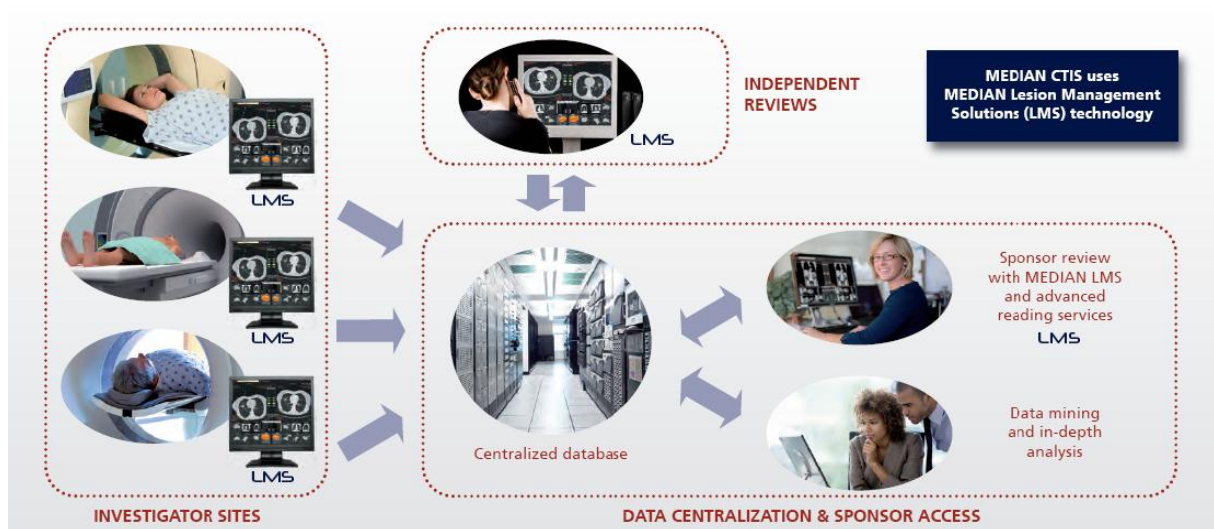 LMS
LMS
LMS
INVESTIGATOR SITES
LMS
INDEPENDENT
REVIEWS
MEDIAN CTIS uses
MEDIAN Lesion Management
Solutions (LMS) technology
Centralized database
Sponsor review
with MEDIAN LMS
and advanced
reading services
LMS
Data mining
and in-depth
analysis
DATA CENTRALIZATION & SPONSOR ACCESS